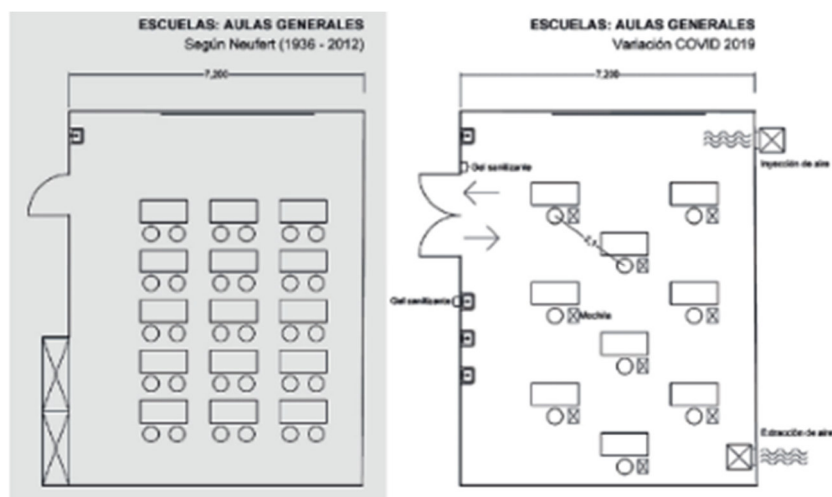 ESCUELAS: AULAS GENERALES
Según Neufert (1936 - 2012)
7,200
ESCUELAS: AULAS GENERALES
Variación COVID 2019
7,200
Gel sanitizante
Inyección de aire
Gel sanitizante
Mochila
Extracción de aire